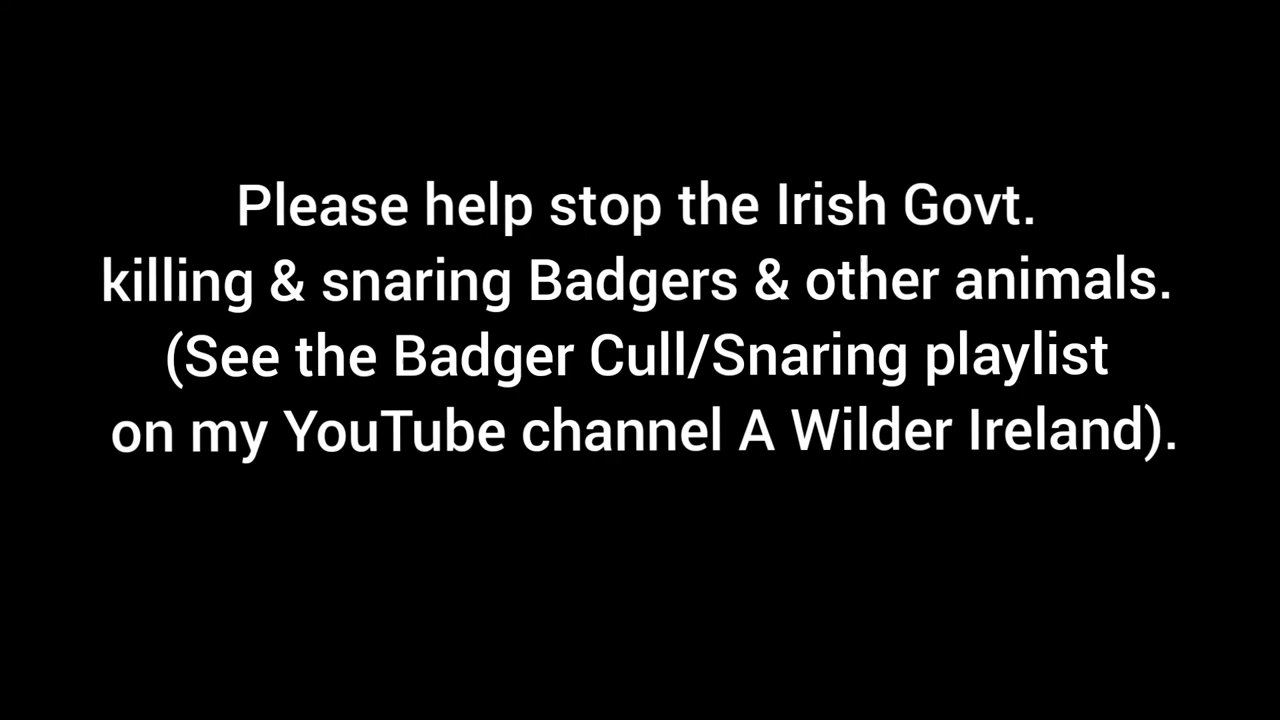 Please help stop the Irish Govt.
killing & snaring Badgers & other animals.
(See the Badger Cull/Snaring playlist
on my YouTube channel A Wilder Ireland).